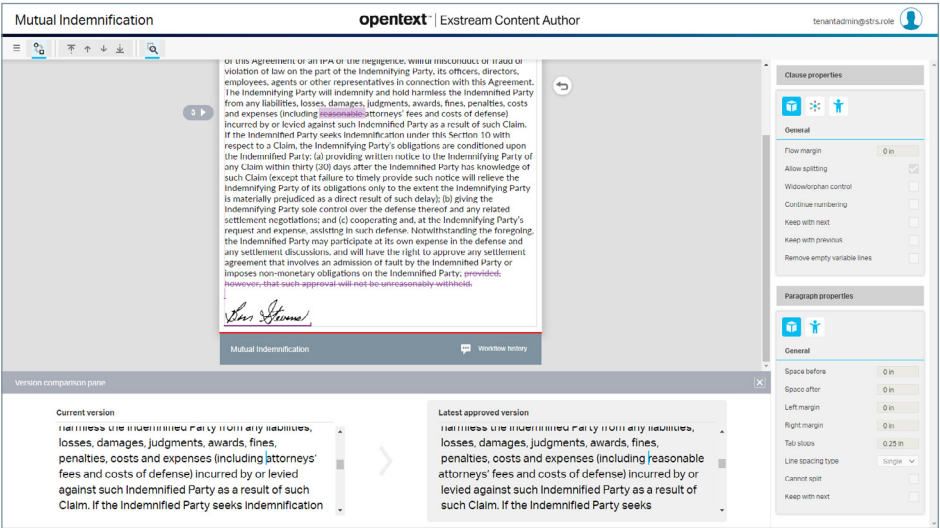 Mutual Indemnification
opentext™ | Exstream Content Author
tenantadmin@strs.role
of this Agreement or an IPA or the negligence, willful misconduct or fraud or
violation of law on the part of the Indemnifying Party, its officers, directors,
employees, agents or other representatives in connection with this Agreement.
The Indemnifying Party will indemnify and hold harmless the Indemnified Party
from any liabilities, losses, damages, judgments, awards, fines, penalties, costs
and expenses (including reasonable attorneys' fees and costs of defense)
incurred by or levied against such Indemnified Party as a result of such Claim.
If the Indemnified Party seeks Indemnification under this Section 10 with
respect to a Claim, the Indemnifying Party's obligations are conditioned upon
the Indemnified Party: (a) providing written notice to the Indemnifying Party of
any Claim within thirty (30) days after the Indemnified Party has knowledge of
such Claim (except that failure to timely provide such notice will relieve the
Indemnifying Party of its obligations only to the extent the Indemnifying Party
is materially prejudiced as a direct result of such delay); (b) giving the
Indemnifying Party sole control over the defense thereof and any related
settlement negotiations; and (c) cooperating and, at the Indemnifying Party's
request and expense, assisting in such defense. Notwithstanding the foregoing,
the Indemnified Party may participate at its own expense in the defense and
any settlement discussions, and will have the right to approve any settlement
agreement that involves an admission of fault by the Indemnified Party or
imposes non-monetary obligations on the Indemnified Party; provided,
however, that such approval will not be unreasonably withheld.
Ben Stevens
Mutual Indemnification
Workflow history
Clause properties
General
Flow margin 0 in
Allow splitting
Widow/orphan control
Continue numbering
Keep with next
Keep with previous
Remove empty variable lines
Paragraph properties
General
Space before 0 in
Space after 0 in
Left margin 0 in
Right margin 0 in
Tab stops 0.25 in
Line spacing type Single
Cannot split
Keep with next
Version comparison pane
Current version
harmless the Indemnified Party from any liabilities,
losses, damages, judgments, awards, fines,
penalties, costs and expenses (including attorneys'
fees and costs of defense) incurred by or levied
against such Indemnified Party as a result of such
Claim. If the Indemnified Party seeks Indemnification
Latest approved version
harmless the Indemnified Party from any liabilities,
losses, damages, judgments, awards, fines,
penalties, costs and expenses (including reasonable
attorneys' fees and costs of defense) incurred by or
levied against such Indemnified Party as a result of
such Claim. If the Indemnified Party seeks